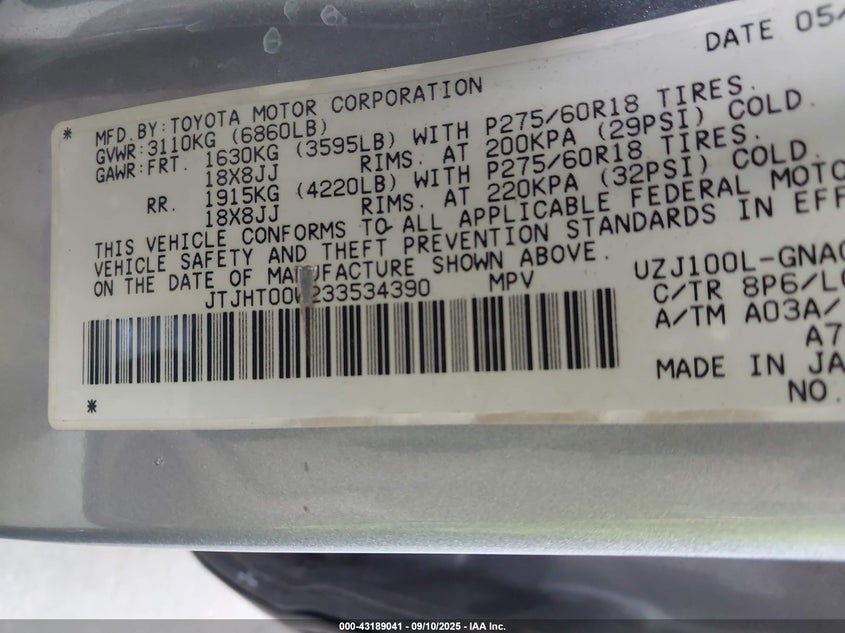 DATE 05/
* MFD.BY:TOYOTA MOTOR CORPORATION
GVWR:3110KG (6860LB)
GAWR:FRT. 1630KG (3595LB) WITH P275/60R18 TIRES.
18X8JJ RIMS. AT 200KPA (29PSI) COLD.
RR. 1915KG (4220LB) WITH P275/60R18 TIRES.
18X8JJ RIMS. AT 220KPA (32PSI) COLD.
THIS VEHICLE CONFORMS TO ALL APPLICABLE FEDERAL MOTO
VEHICLE SAFETY AND THEFT PREVENTION STANDARDS IN EFF
ON THE DATE OF MANUFACTURE SHOWN ABOVE.
JTJHT00W233534390 MPV
UZJ100L-GNA
C/TR 8P6/L
A/TM A03A/
A7
MADE IN JA
NO.
*
000-43189041 - 09/10/2025 - IAA Inc.